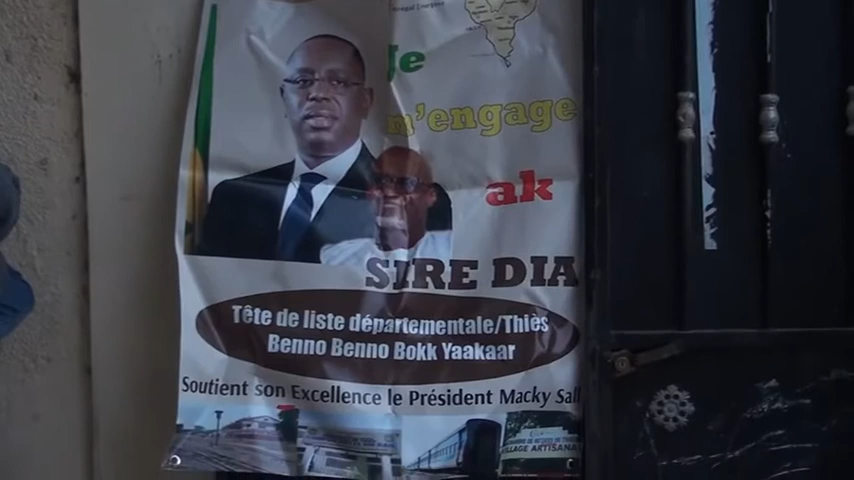 Je
m'engage
ak
SIRE DIA
Tête de liste départementale/Thiès
Benno Benno Bokk Yaakaar
Soutient son Excellence le Président Macky Sall
VILLAGE ARTISANA